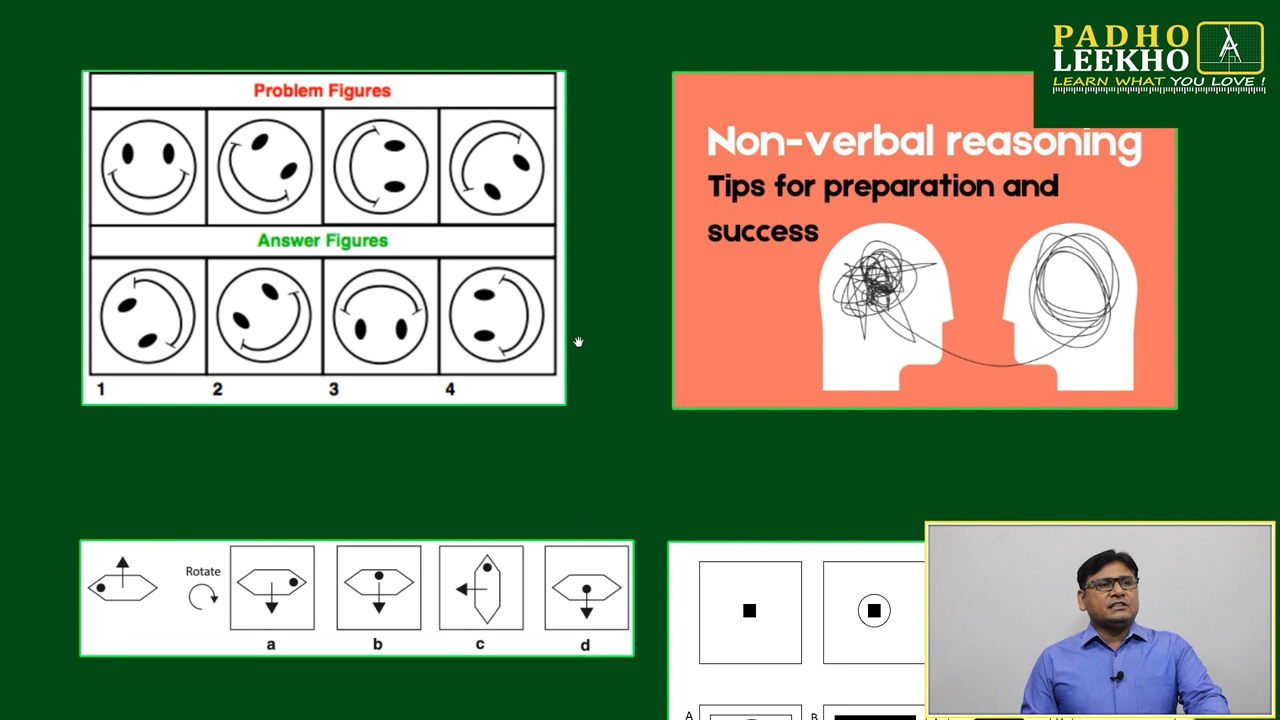 PADHO
LEEKHO
LEARN WHAT YOU LOVE !
Problem Figures
Answer Figures
1 2 3 4
Non-verbal reasoning
Tips for preparation and
success
Rotate
a b c d
A B